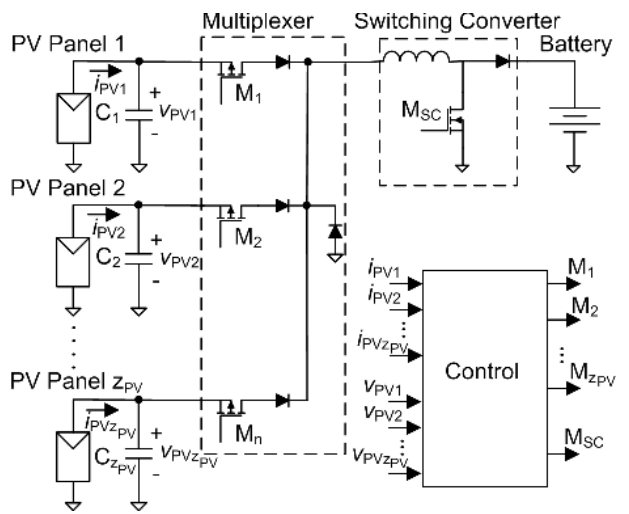 Multiplexer
Switching Converter
PV Panel 1
Battery
iPV1
C1
+
vPV1
-
M1
MSC
PV Panel 2
iPV2
C2
+
vPV2
-
M2
PV Panel zPV
iPVzPV
CzPV
+
vPVzPV
-
Mn
iPV1
iPV2
iPVzPV
vPV1
vPV2
vPVzPV
Control
M1
M2
MzPV
MSC